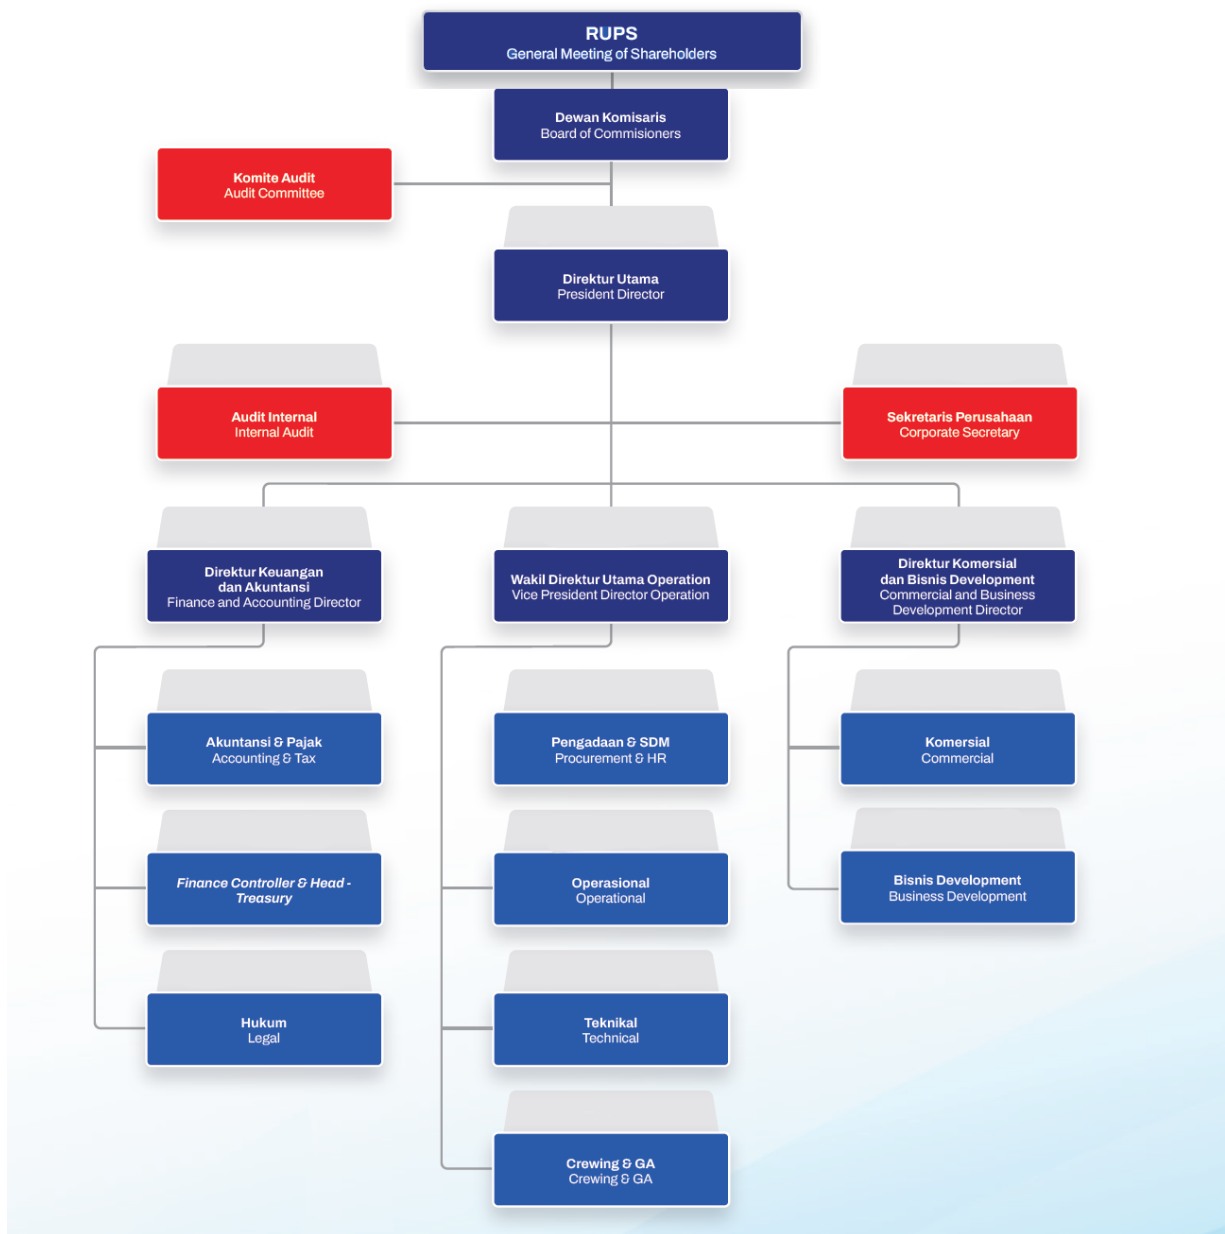 RUPS
General Meeting of Shareholders
Dewan Komisaris
Board of Commisioners
Komite Audit
Audit Committee
Direktur Utama
President Director
Audit Internal
Internal Audit
Sekretaris Perusahaan
Corporate Secretary
Direktur Keuangan
dan Akuntansi
Finance and Accounting Director
Wakil Direktur Utama Operation
Vice President Director Operation
Direktur Komersial
dan Bisnis Development
Commercial and Business
Development Director
Akuntansi & Pajak
Accounting & Tax
Pengadaan & SDM
Procurement & HR
Komersial
Commercial
Finance Controller & Head -
Treasury
Operasional
Operational
Bisnis Development
Business Development
Hukum
Legal
Teknikal
Technical
Crewing & GA
Crewing & GA